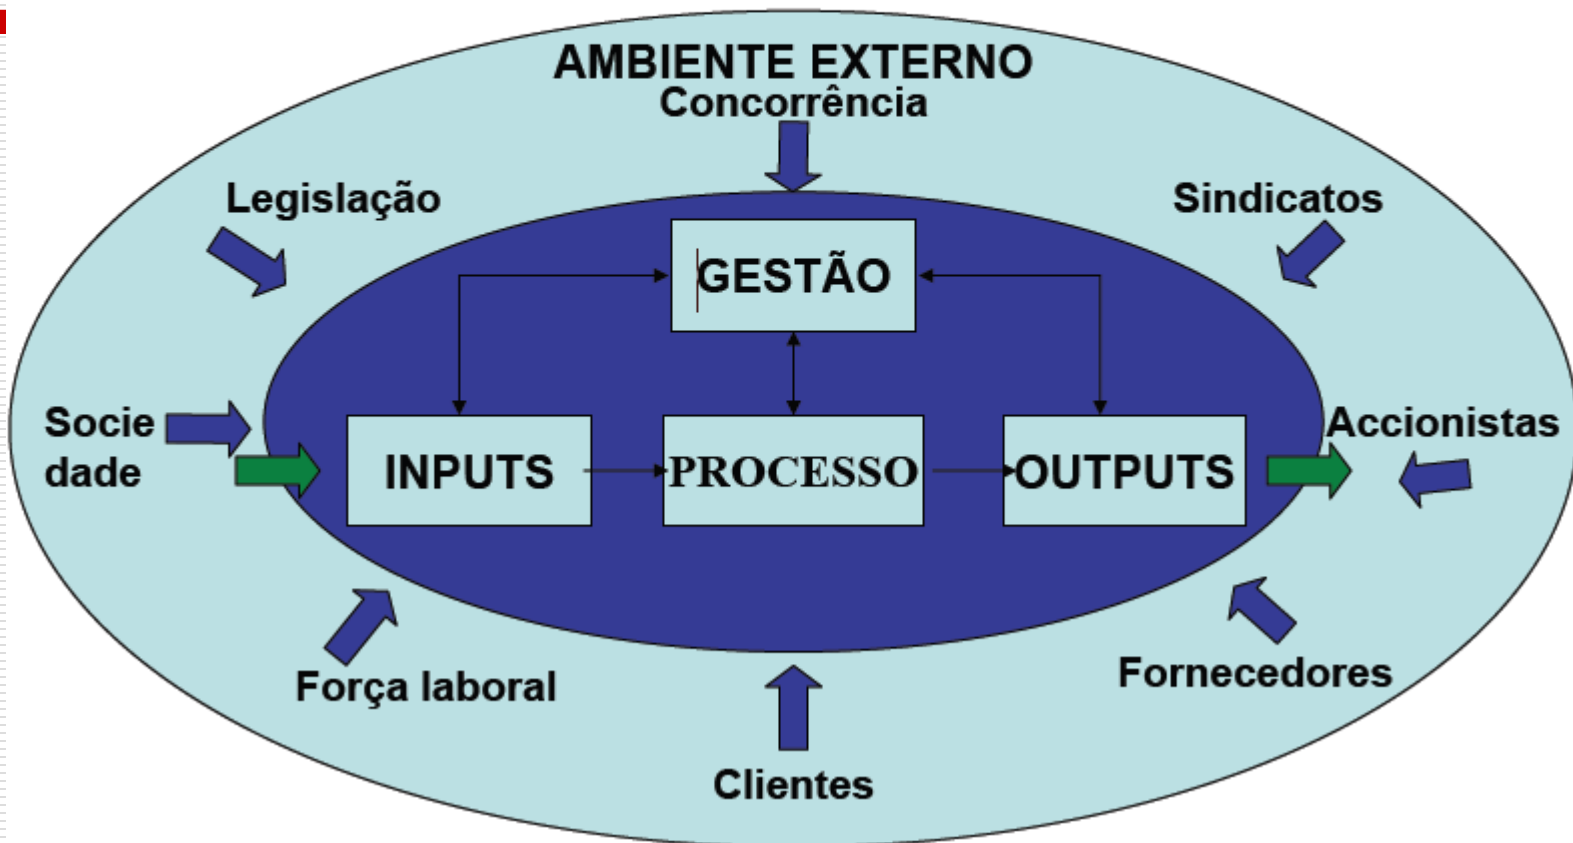 AMBIENTE EXTERNO
Concorrência
Legislação
Sindicatos
GESTÃO
Socie
dade
Accionistas
INPUTS
PROCESSO
OUTPUTS
Força laboral
Fornecedores
Clientes